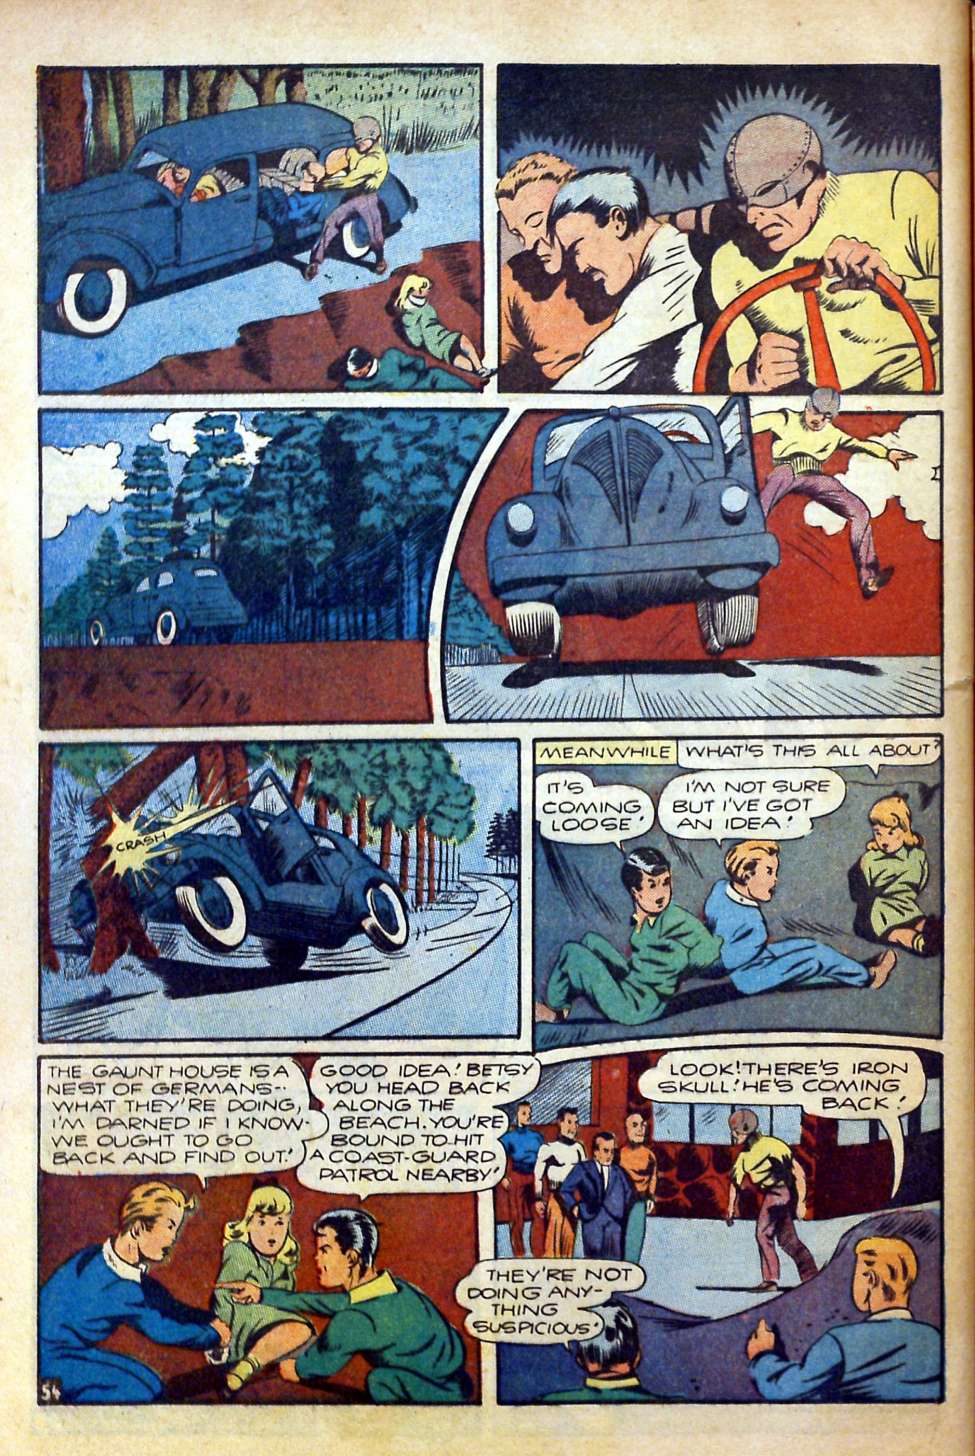 CRASH
MEANWHILE
WHAT'S THIS ALL ABOUT?
IT'S
COMING
LOOSE!
I'M NOT SURE
BUT I'VE GOT
AN IDEA!
THE GAUNT HOUSE IS A
NEST OF GERMANS--
WHAT THEY'RE DOING,
I'M DARNED IF I KNOW-
WE OUGHT TO GO
BACK AND FIND OUT!
GOOD IDEA! BETSY
YOU HEAD BACK
ALONG THE
BEACH. YOU'RE
BOUND TO HIT
A COAST-GUARD
PATROL NEARBY!
LOOK! THERE'S IRON
SKULL! HE'S COMING
BACK!
THEY'RE NOT
DOING ANY-
THING
SUSPICIOUS!
54